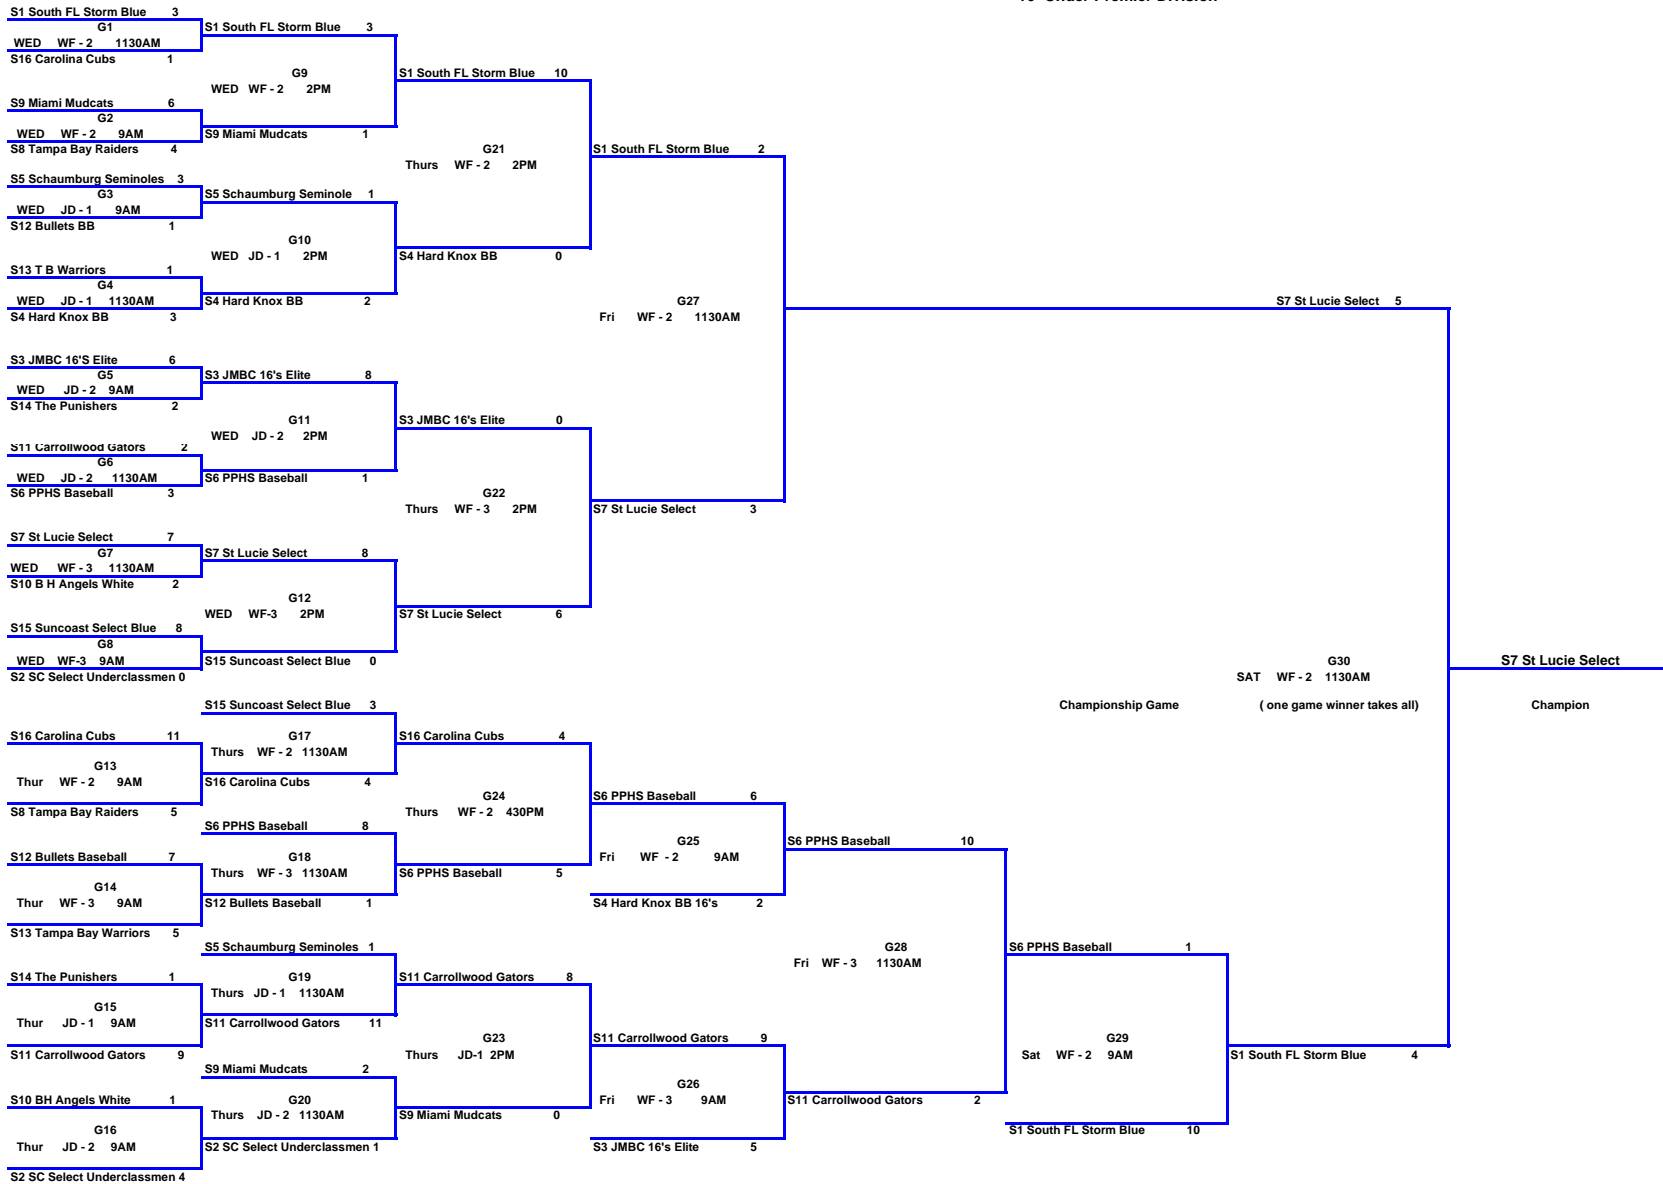 S1 South FL Storm Blue 3
G1
WED WF - 2 1130AM
S16 Carolina Cubs 1
S9 Miami Mudcats 6
G2
WED WF - 2 9AM
S8 Tampa Bay Raiders 4
S5 Schaumburg Seminoles 3
G3
WED JD - 1 9AM
S12 Bullets BB 1
S13 T B Warriors 1
G4
WED JD - 1 1130AM
S4 Hard Knox BB 3
S3 JMBC 16'S Elite 6
G5
WED JD - 2 9AM
S14 The Punishers 2
S11 Carrollwood Gators 2
G6
WED JD - 2 1130AM
S6 PPHS Baseball 3
S7 St Lucie Select 7
G7
WED WF - 3 1130AM
S10 B H Angels White 2
S15 Suncoast Select Blue 8
G8
WED WF-3 9AM
S2 SC Select Underclassmen 0
S16 Carolina Cubs 11
G13
Thur WF - 2 9AM
S8 Tampa Bay Raiders 5
S12 Bullets Baseball 7
G14
Thur WF - 3 9AM
S13 Tampa Bay Warriors 5
S14 The Punishers 1
G15
Thur JD - 1 9AM
S11 Carrollwood Gators 9
S10 BH Angels White 1
G16
Thur JD - 2 9AM
S2 SC Select Underclassmen 4
S1 South FL Storm Blue 3
G9
WED WF - 2 2PM
S9 Miami Mudcats 1
S5 Schaumburg Seminole 1
G10
WED JD - 1 2PM
S4 Hard Knox BB 2
S3 JMBC 16's Elite 8
G11
WED JD - 2 2PM
S6 PPHS Baseball 1
S7 St Lucie Select 8
G12
WED WF-3 2PM
S15 Suncoast Select Blue 0
S15 Suncoast Select Blue 3
G17
Thurs WF - 2 1130AM
S16 Carolina Cubs 4
S6 PPHS Baseball 8
G18
Thurs WF - 3 1130AM
S12 Bullets Baseball 1
S5 Schaumburg Seminoles 1
G19
Thurs JD - 1 1130AM
S11 Carrollwood Gators 11
S9 Miami Mudcats 2
G20
Thurs JD - 2 1130AM
S2 SC Select Underclassmen 1
S1 South FL Storm Blue 10
G21
Thurs WF - 2 2PM
S4 Hard Knox BB 0
S3 JMBC 16's Elite 0
G22
Thurs WF - 3 2PM
S7 St Lucie Select 6
S16 Carolina Cubs 4
G24
Thurs WF - 2 430PM
S6 PPHS Baseball 5
S11 Carrollwood Gators 8
G23
Thurs JD-1 2PM
S9 Miami Mudcats 0
S1 South FL Storm Blue 2
G27
Fri WF - 2 1130AM
S7 St Lucie Select 3
S6 PPHS Baseball 6
G25
Fri WF - 2 9AM
S4 Hard Knox BB 16's 2
S11 Carrollwood Gators 9
G26
Fri WF - 3 9AM
S3 JMBC 16's Elite 5
S6 PPHS Baseball 10
G28
Fri WF - 3 1130AM
S11 Carrollwood Gators 2
S6 PPHS Baseball 1
G29
Sat WF - 2 9AM
S1 South FL Storm Blue 10
S7 St Lucie Select 5
G30
SAT WF - 2 1130AM
Championship Game ( one game winner takes all)
S1 South FL Storm Blue 4
S7 St Lucie Select
Champion